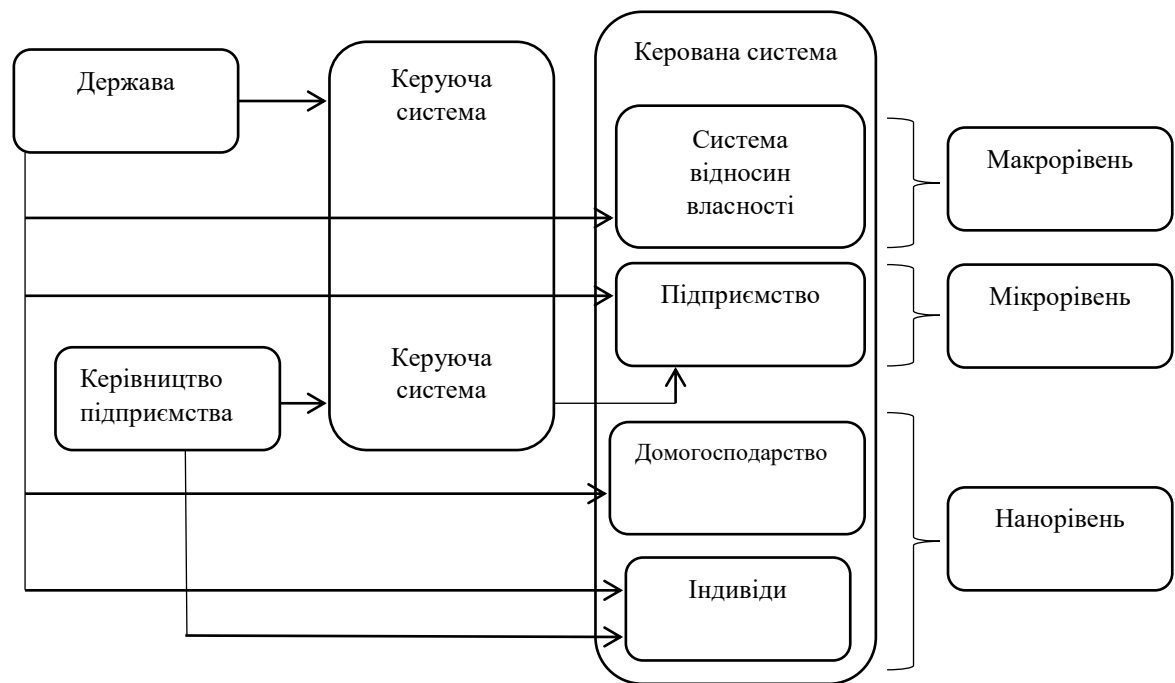 Держава
Керуюча
система
Керована система
Система
відносин
власності
Макрорівень
Підприємство
Мікрорівень
Керівництво
підприємства
Керуюча
система
Домогосподарство
Нанорівень
Індивіди